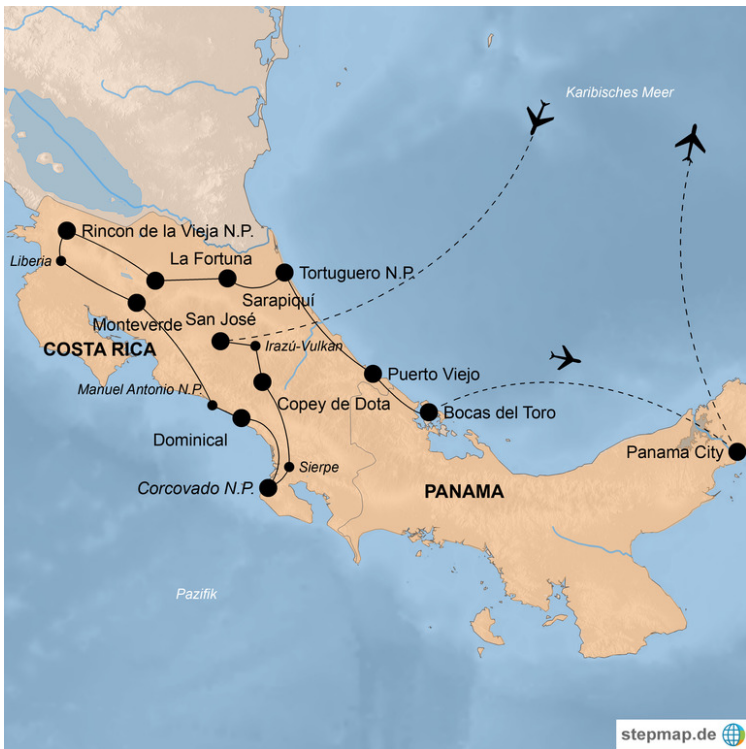 Karibisches Meer
Rincon de la Vieja N.P.
Liberia
La Fortuna
Tortuguero N.P.
Sarapiquí
Monteverde
San José
Irazú-Vulkan
COSTA RICA
Puerto Viejo
Manuel Antonio N.P.
Copey de Dota
Bocas del Toro
Dominical
Panama City
Sierpe
Corcovado N.P.
PANAMA
Pazifik
stepmap.de